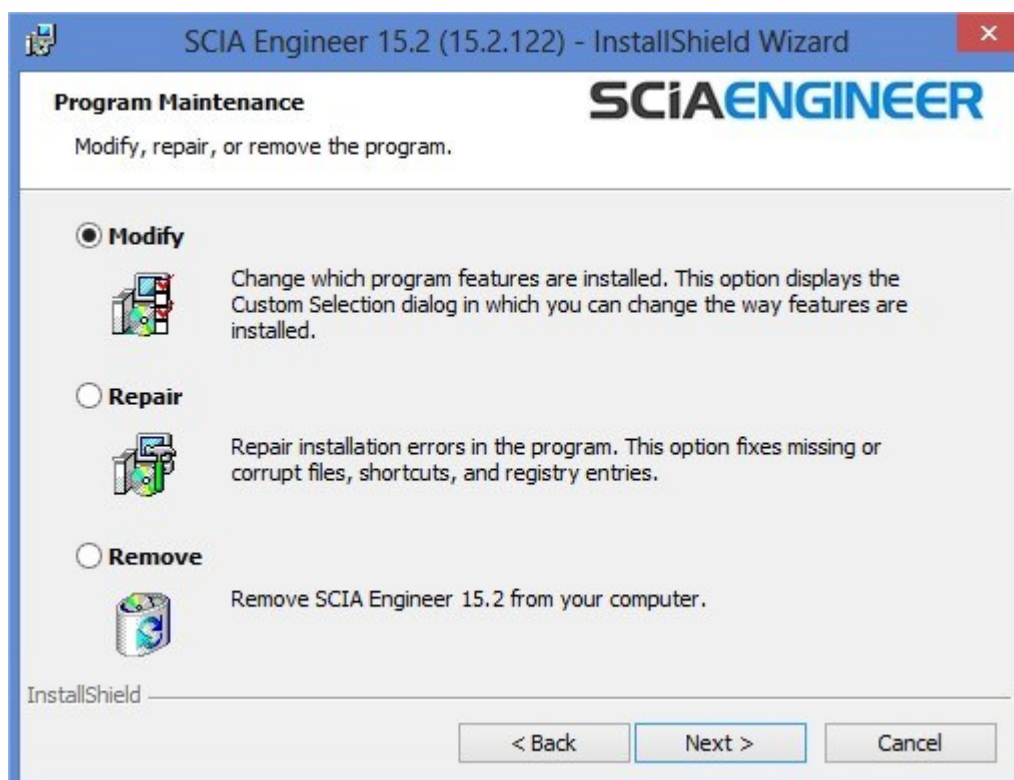 SCIA Engineer 15.2 (15.2.122) - InstallShield Wizard
Program Maintenance
SCiAENGINEER
Modify, repair, or remove the program.
Modify
Change which program features are installed. This option displays the
Custom Selection dialog in which you can change the way features are
installed.
Repair
Repair installation errors in the program. This option fixes missing or
corrupt files, shortcuts, and registry entries.
Remove
Remove SCIA Engineer 15.2 from your computer.
InstallShield
< Back
Next >
Cancel